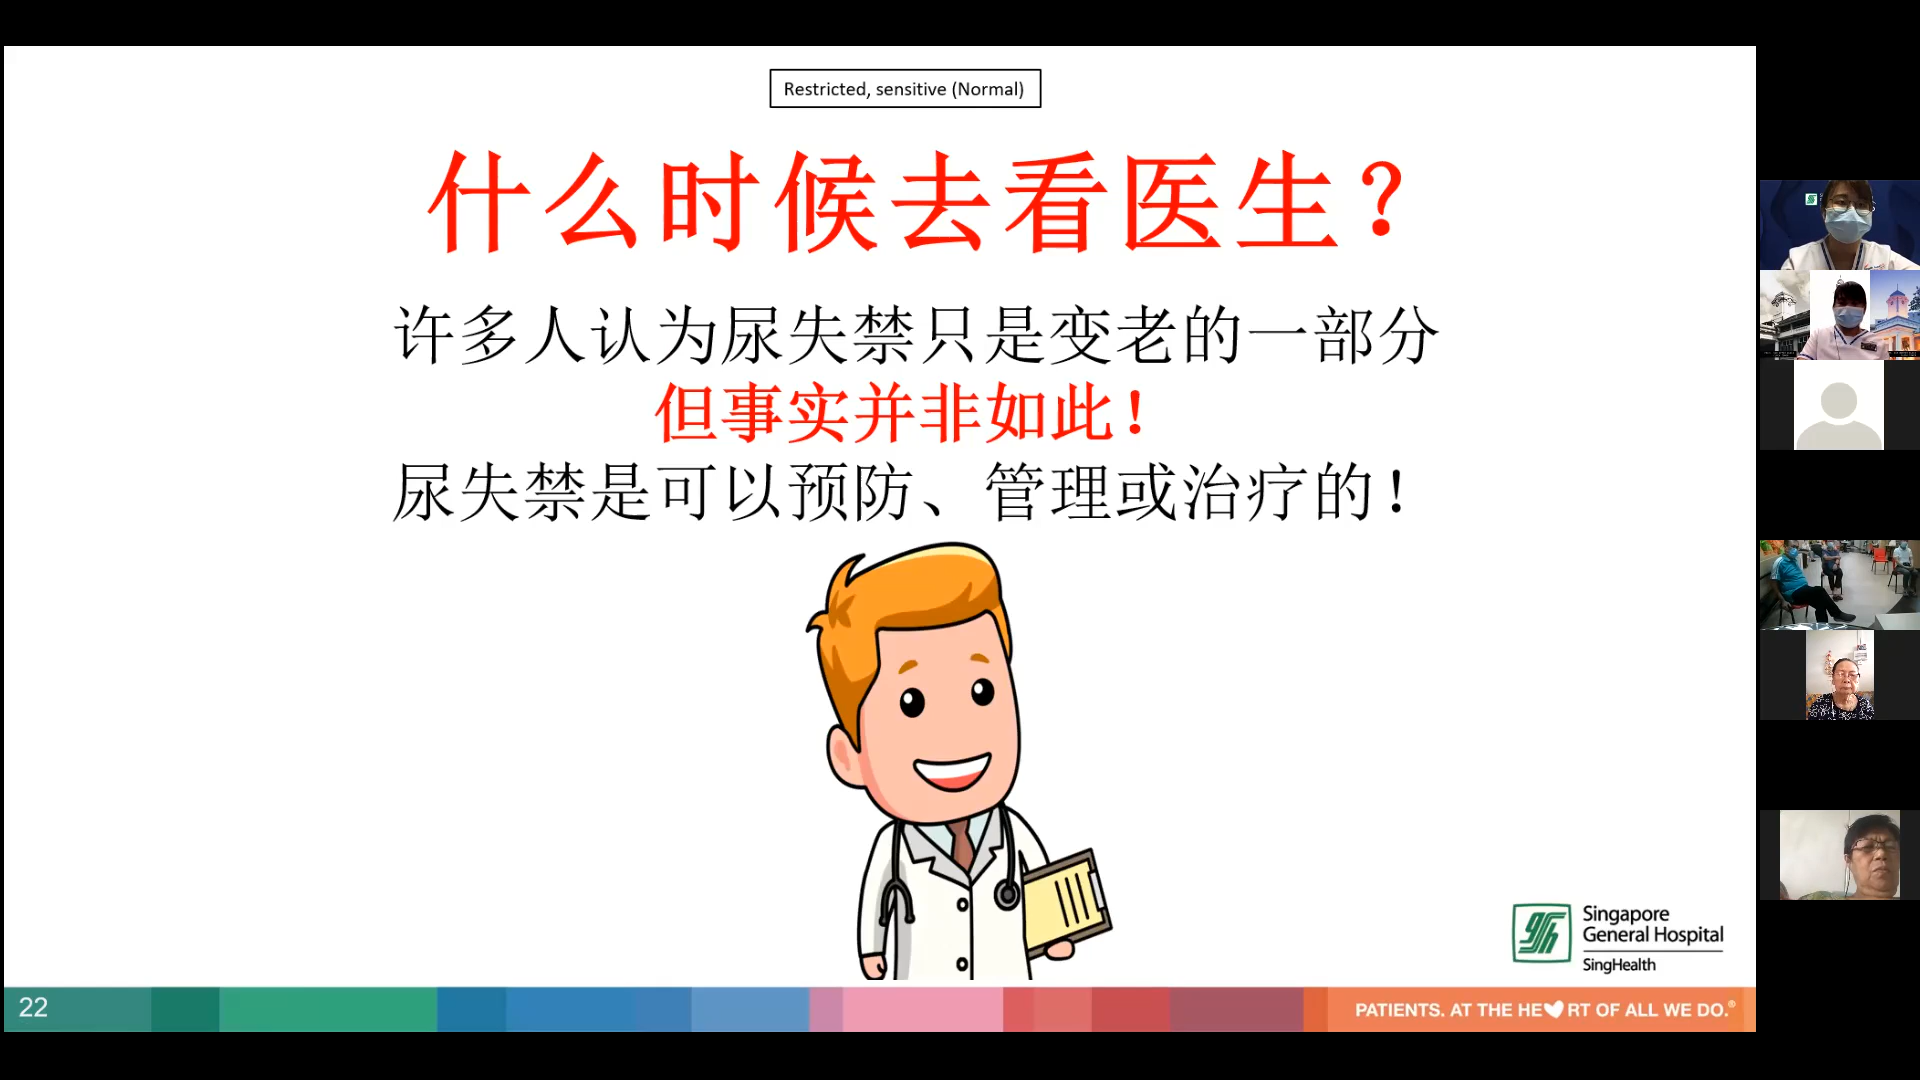 Restricted, sensitive (Normal)
什么时候去看医生？
许多人认为尿失禁只是变老的一部分
但事实并非如此！
尿失禁是可以预防、管理或治疗的！
Singapore
General Hospital
SingHealth
22
PATIENTS. AT THE HE RT OF ALL WE DO.®